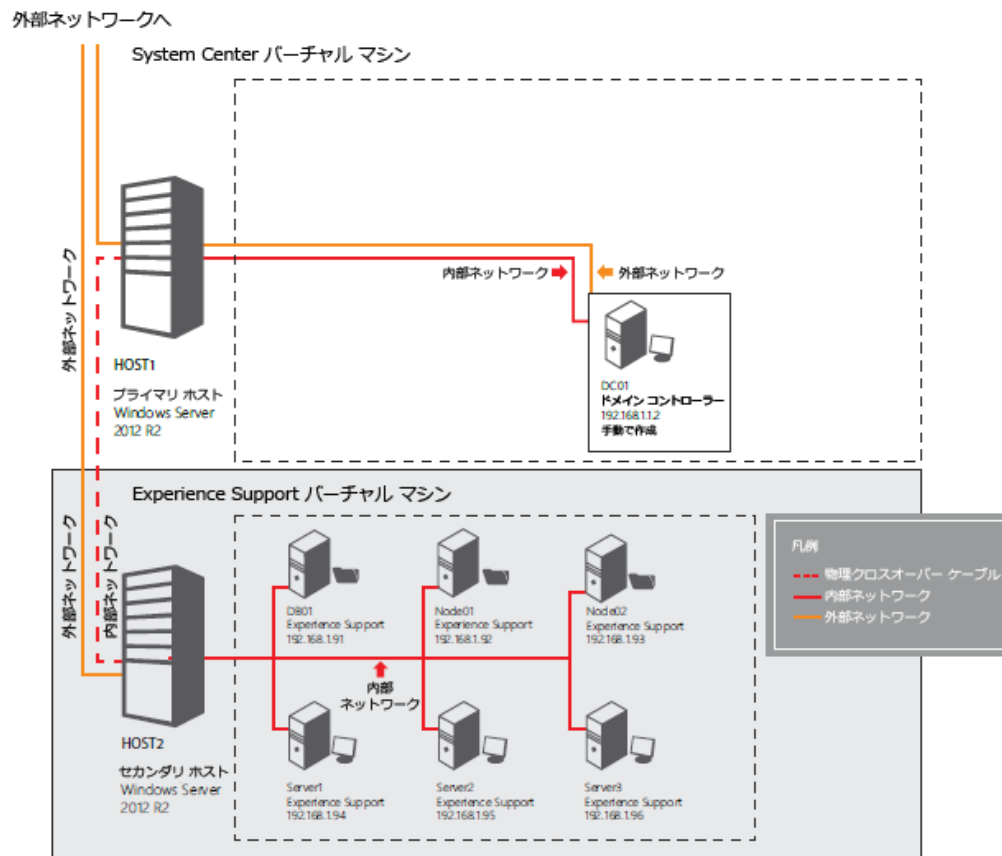 外部ネットワークへ
System Center バーチャル マシン
外部ネットワーク
内部ネットワーク
外部ネットワーク
HOST1
プライマリ ホスト
Windows Server
2012 R2
DC01
ドメイン コントローラー
192.168.1.1.2
手動で作成
Experience Support バーチャル マシン
外部ネットワーク
内部ネットワーク
凡例
物理クロスオーバー ケーブル
内部ネットワーク
外部ネットワーク
DB01
Experience Support
192.168.1.91
Node01
Experience Support
192.168.1.92
Node02
Experience Support
192.168.1.93
内部
ネットワーク
HOST2
セカンダリ ホスト
Windows Server
2012 R2
Server1
Experience Support
192.168.1.94
Server2
Experience Support
192.168.1.95
Server3
Experience Support
192.168.1.96